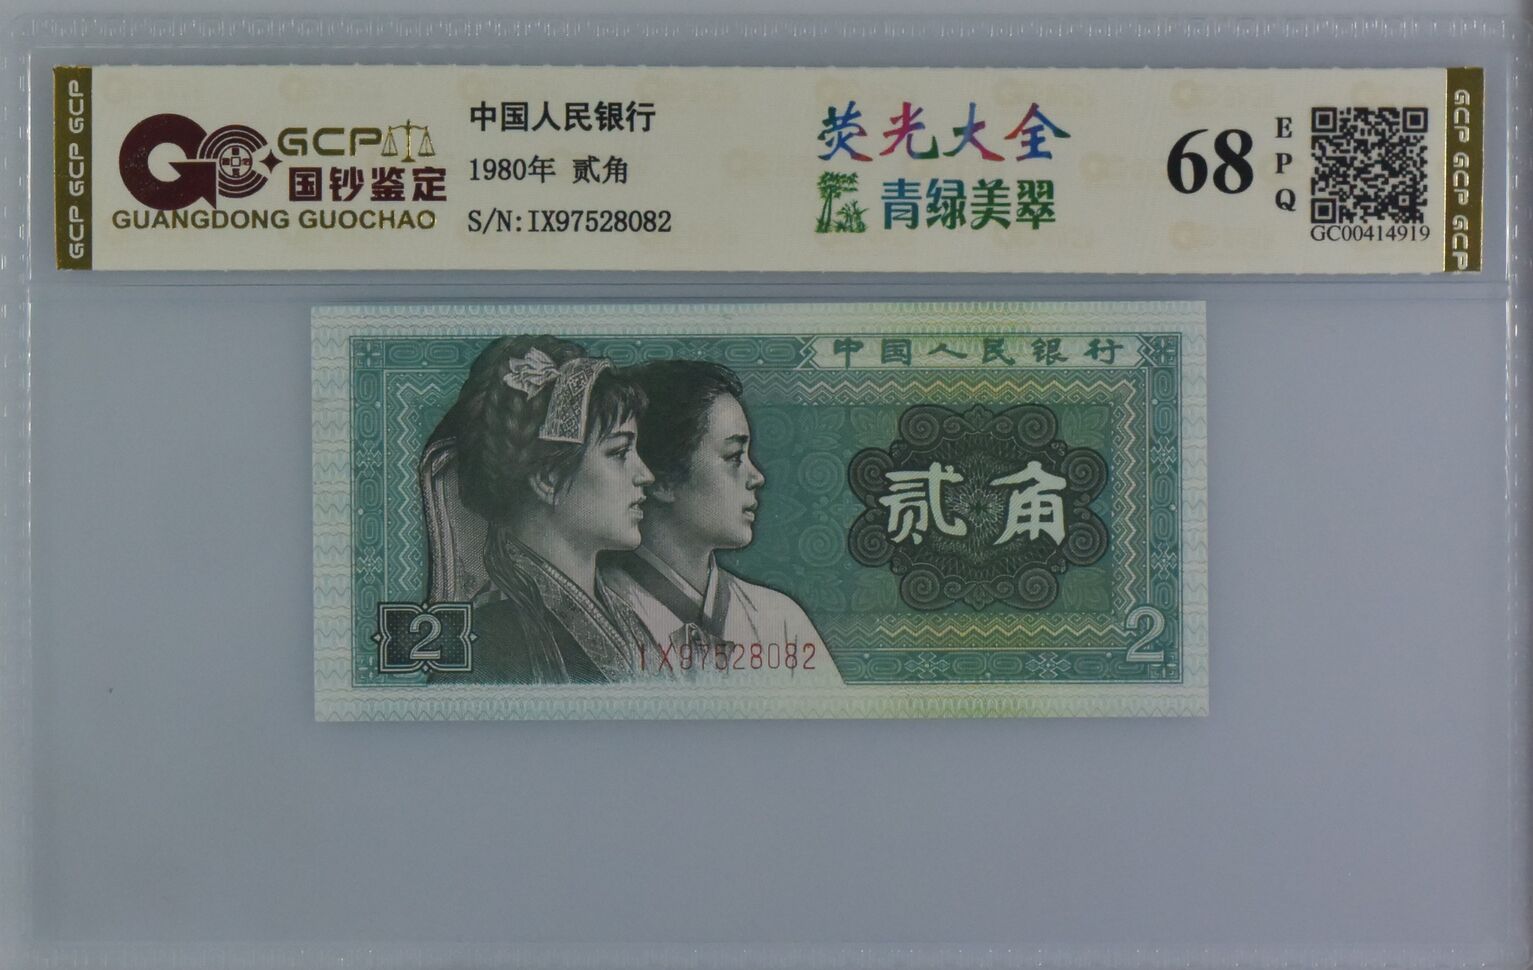 GCP GCP GCP
GCP
国钞鉴定
GUANGDONG GUOCHAO
中国人民银行
1980年 贰角
S/N:IX97528082
荧光大全
青绿美翠
68
EPQ
GC00414919
GCP GCP GCP
中国人民银行
贰角
2
2
IX97528082